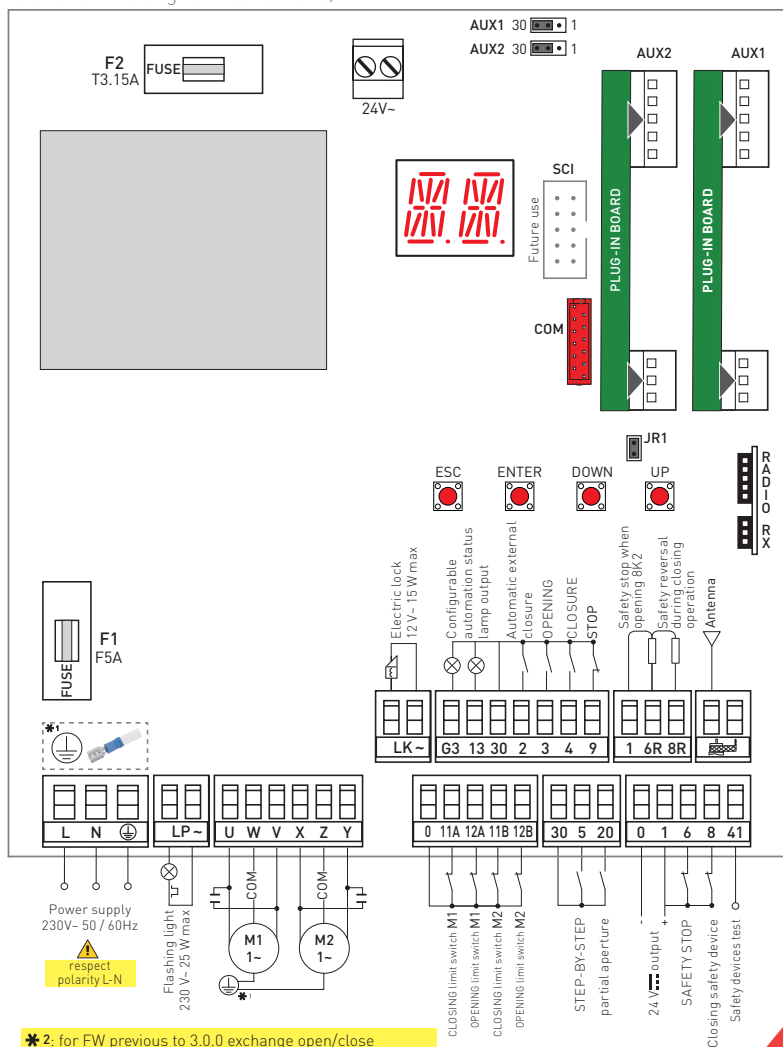 AUX1 30 1
AUX2 30 1
F2
T3.15A
FUSE
24V~
AUX2
AUX1
SCI
Future use
PLUG-IN BOARD
PLUG-IN BOARD
COM
JR1
ESC
ENTER
DOWN
UP
RADIO RX
F1
F5A
FUSE
Electric lock
12 V~ 15 W max
Configurable
automation status
lamp output
Automatic external
closure
OPENING
CLOSURE
STOP
Safety stop when
opening 8K2
Safety reversal
during closing
operation
Antenna
LK ~
G3 13 30 2 3 4 9
1 6R 8R
✱1
L N
LP ~
U W V X Z Y
0 11A 12A 11B 12B
30 5 20
0 1 6 8 41
Power supply
230V~ 50 / 60Hz
respect
polarity L-N
Flashing light
230 V~ 25 W max
COM
M1
1~
COM
M2
1~
✱1
CLOSING limit switch M1
OPENING limit switch M1
CLOSING limit switch M2
OPENING limit switch M2
STEP-BY-STEP
partial aperture
-
+
24 V output
SAFETY STOP
Closing safety device
Safety devices test
✱ 2: for FW previous to 3.0.0 exchange open/close